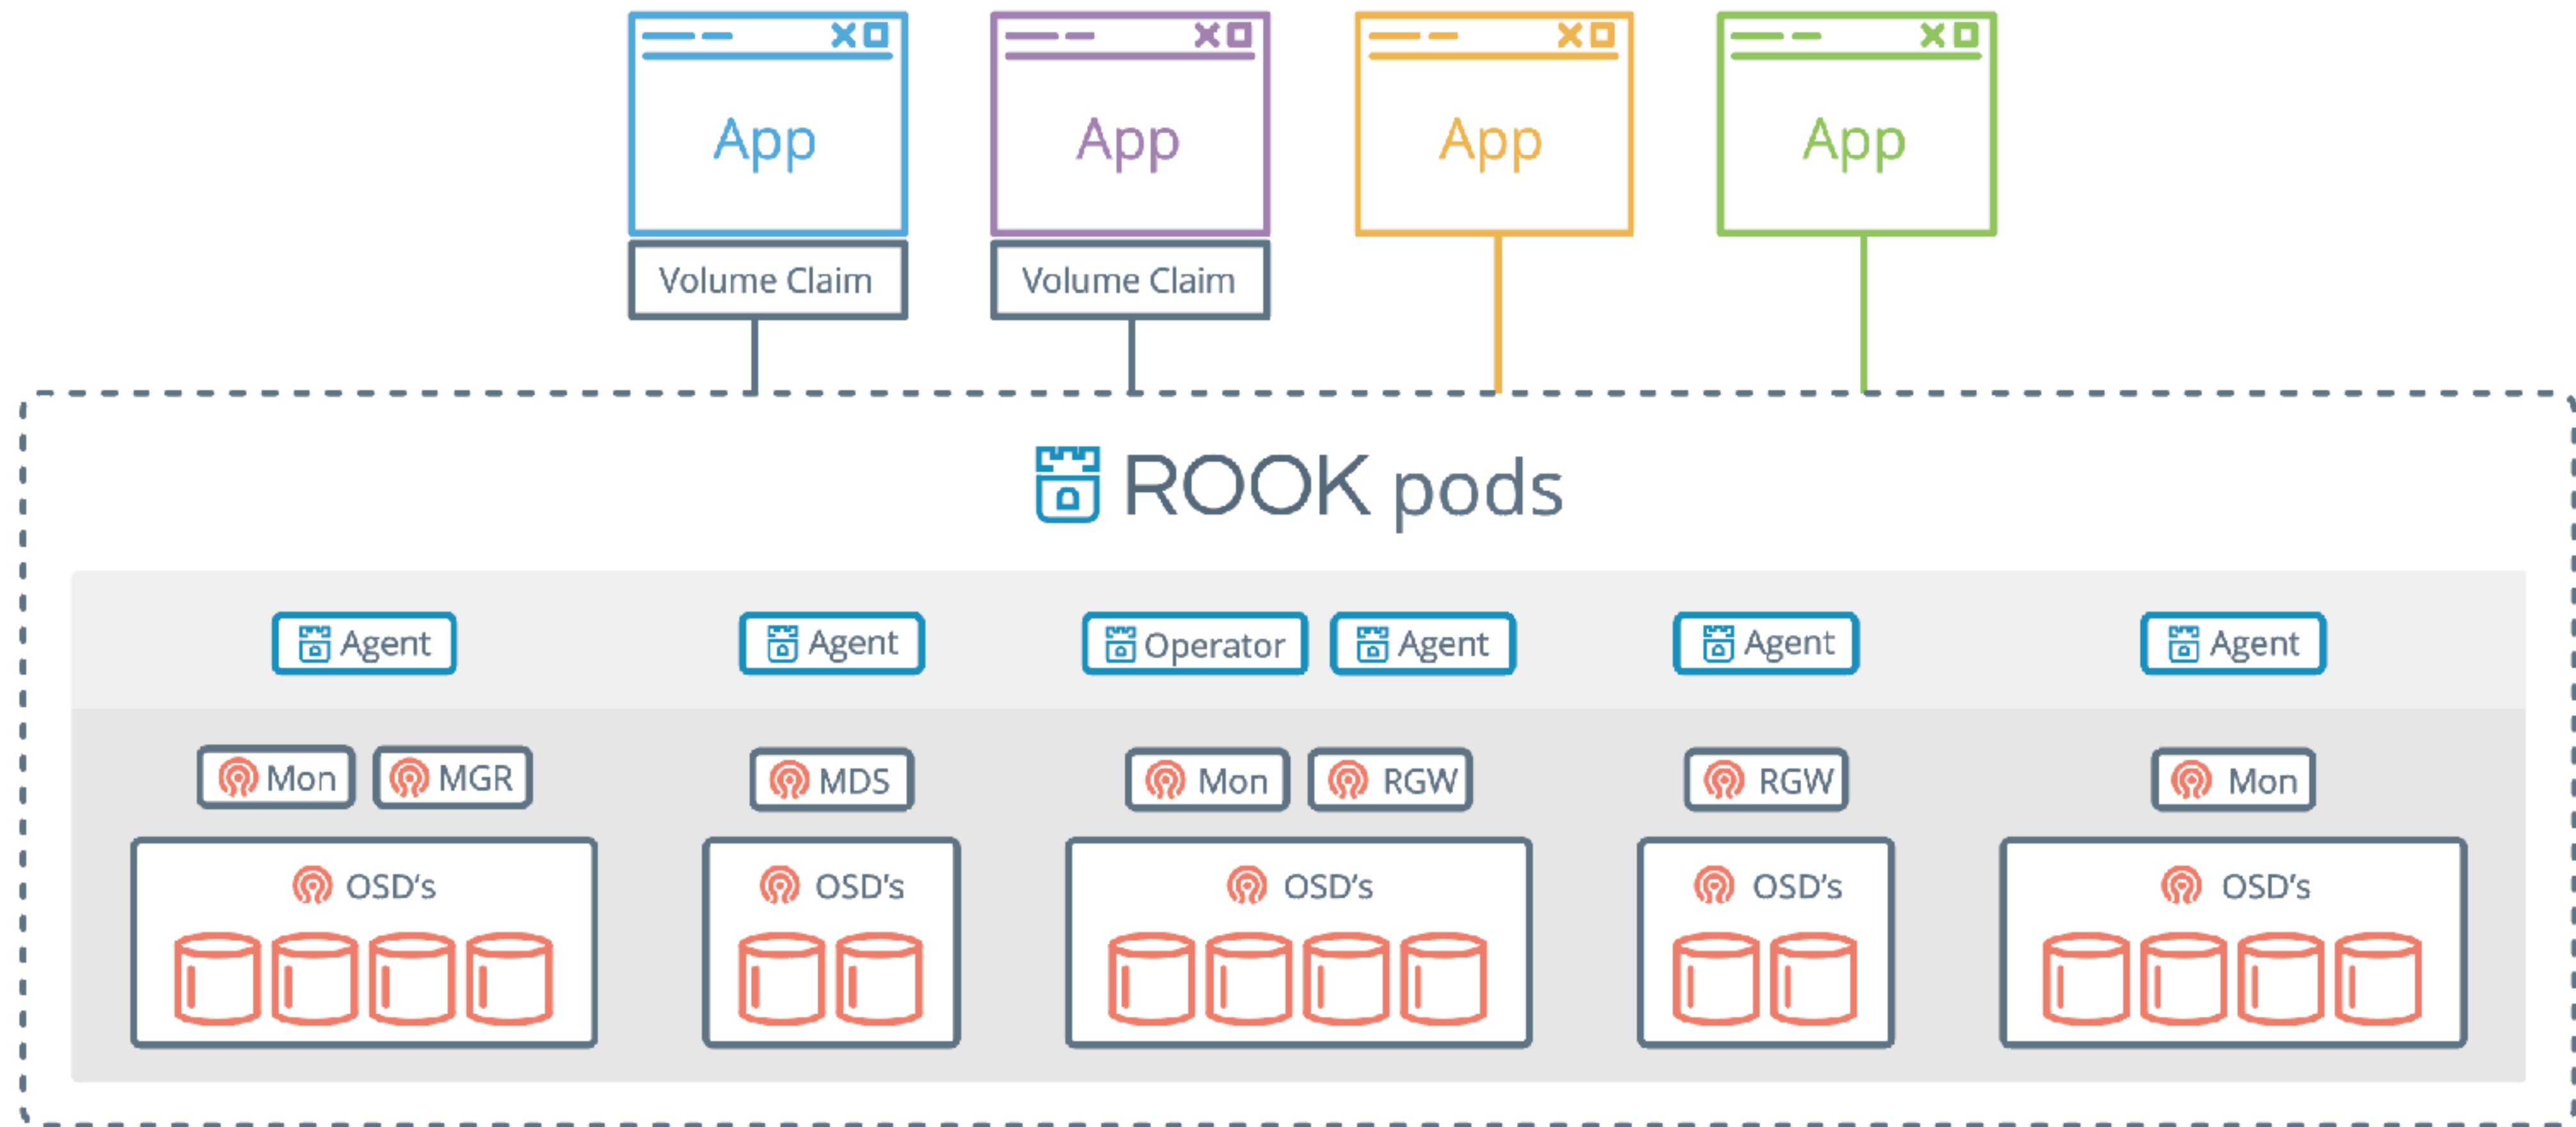 App App App App
Volume Claim Volume Claim
ROOK pods
Agent Agent Operator Agent Agent Agent
Mon MGR MDS Mon RGW RGW Mon
OSD's OSD's OSD's OSD's OSD's